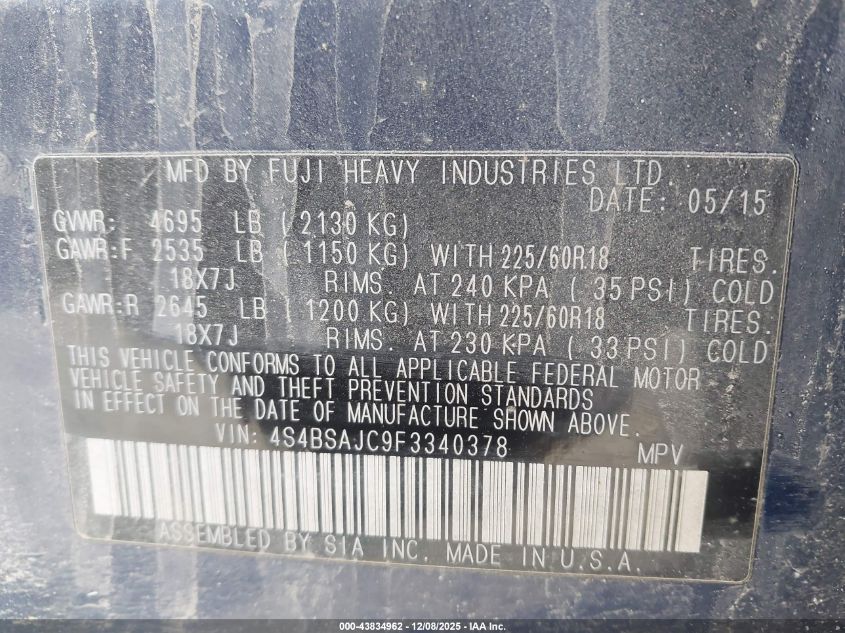 MFD BY FUJI HEAVY INDUSTRIES LTD.
DATE: 05/15
GVWR: 4695 LB ( 2130 KG)
GAWR:F 2535 LB ( 1150 KG) WITH 225/60R18 TIRES.
18X7J RIMS. AT 240 KPA ( 35 PSI) COLD
GAWR:R 2645 LB ( 1200 KG) WITH 225/60R18 TIRES.
18X7J RIMS. AT 230 KPA ( 33 PSI) COLD
THIS VEHICLE CONFORMS TO ALL APPLICABLE FEDERAL MOTOR
VEHICLE SAFETY AND THEFT PREVENTION STANDARDS
IN EFFECT ON THE DATE OF MANUFACTURE SHOWN ABOVE.
VIN: 4S4BSAJC9F3340378 MPV
ASSEMBLED BY SIA INC. MADE IN U.S.A.
000-43834962 - 12/08/2025 - IAA Inc.